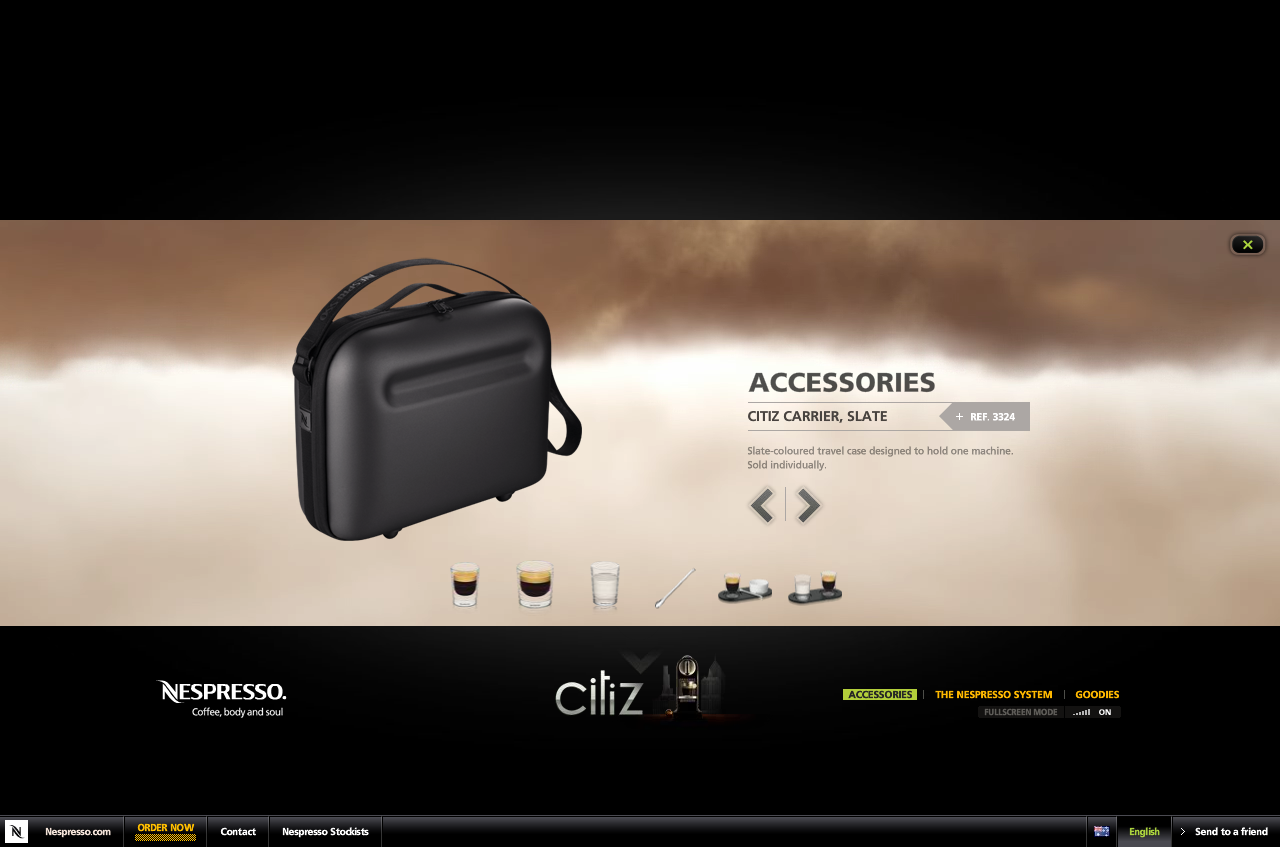 NESPRESSO
ACCESSORIES
CITIZ CARRIER, SLATE
+ REF. 3324
Slate-coloured travel case designed to hold one machine.
Sold individually.
NESPRESSO.
Coffee, body and soul
citiz
ACCESSORIES | THE NESPRESSO SYSTEM | GOODIES
FULLSCREEN MODE ON
N Nespresso.com ORDER NOW Contact Nespresso Stockists English > Send to a friend